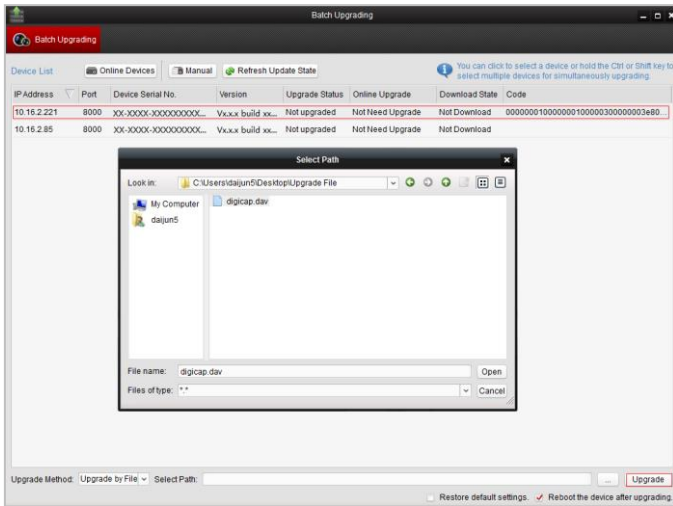 Batch Upgrading
Batch Upgrading
Device List
Online Devices
Manual
Refresh Update State
You can click to select a device or hold the Ctrl or Shift key to
select multiple devices for simultaneously upgrading.
IP Address Port Device Serial No. Version Upgrade Status Online Upgrade Download State Code
10.16.2.221 8000 XX-XXXX-XXXXXXXXX... Vx.x.x build xx... Not upgraded Not Need Upgrade Not Download
10.16.2.85 8000 XX-XXXX-XXXXXXXXX... Vx.x.x build xx... Not upgraded Not Need Upgrade Not Download
Select Path
Look in: C:\Users\daijun5\Desktop\Upgrade File
My Computer
daijun5
digicap.dav
File name: digicap.dav Open
Files of type: *.* Cancel
Upgrade Method: Upgrade by File Select Path: ... Upgrade
Restore default settings. Reboot the device after upgrading.